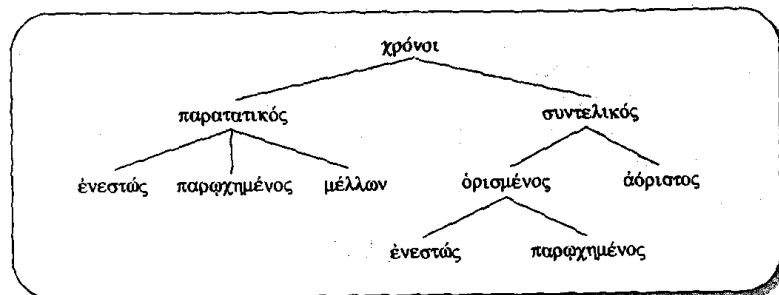 χρόνοι
παρατατικός συντελικός
ἐνεστώς παρῳχημένος μέλλων ὁρισμένος ἀόριστος
ἐνεστώς παρῳχημένος